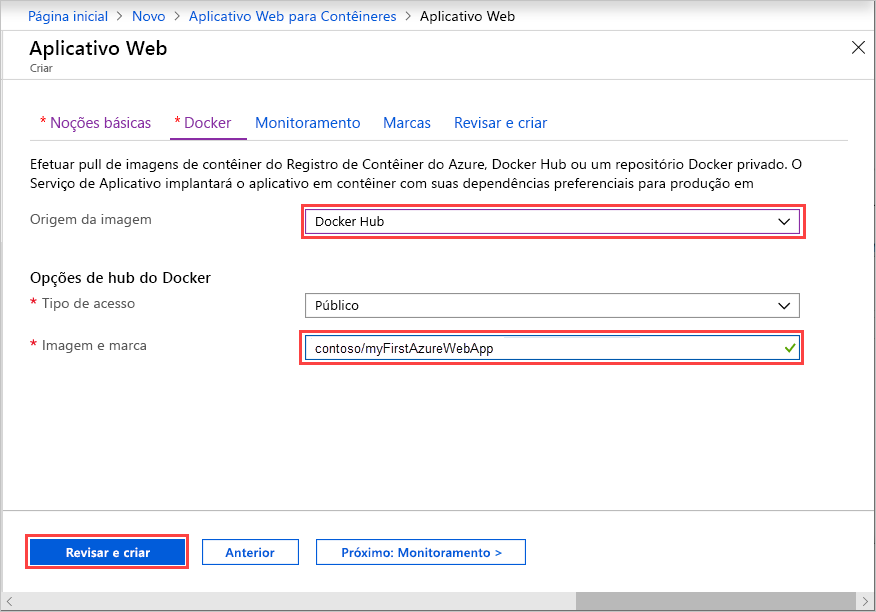 Página inicial > Novo > Aplicativo Web para Contêineres > Aplicativo Web
Aplicativo Web
Criar
* Noções básicas * Docker Monitoramento Marcas Revisar e criar
Efetuar pull de imagens de contêiner do Registro de Contêiner do Azure, Docker Hub ou um repositório Docker privado. O
Serviço de Aplicativo implantará o aplicativo em contêiner com suas dependências preferenciais para produção em
Origem da imagem Docker Hub
Opções de hub do Docker
* Tipo de acesso Público
* Imagem e marca contoso/myFirstAzureWebApp
Revisar e criar Anterior Próximo: Monitoramento >